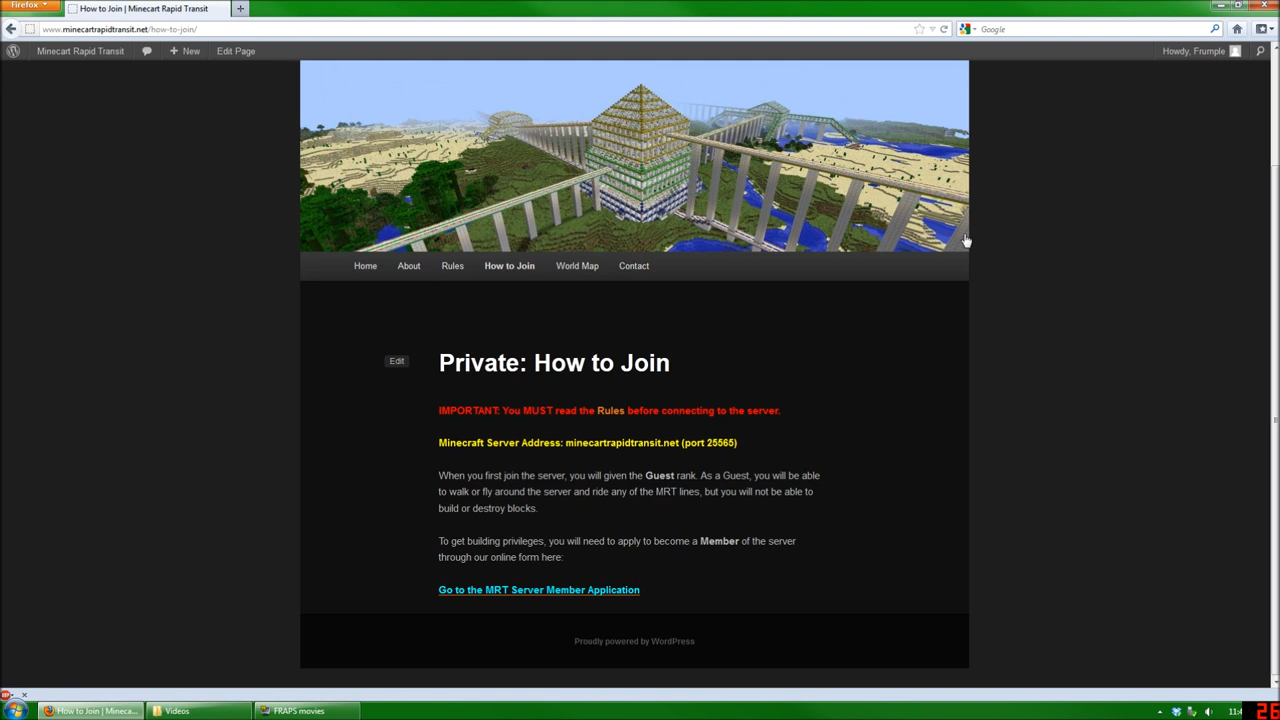 Firefox
How to Join | Minecart Rapid Transit
www.minecartrapidtransit.net/how-to-join/
Google
Minecart Rapid Transit
New
Edit Page
Howdy, Frumple
Home
About
Rules
How to Join
World Map
Contact
Edit
Private: How to Join
IMPORTANT: You MUST read the Rules before connecting to the server.
Minecraft Server Address: minecartrapidtransit.net (port 25565)
When you first join the server, you will given the Guest rank. As a Guest, you will be able
to walk or fly around the server and ride any of the MRT lines, but you will not be able to
build or destroy blocks.
To get building privileges, you will need to apply to become a Member of the server
through our online form here:
Go to the MRT Server Member Application
Proudly powered by WordPress
How to Join | Mineca...
Videos
FRAPS movies
26